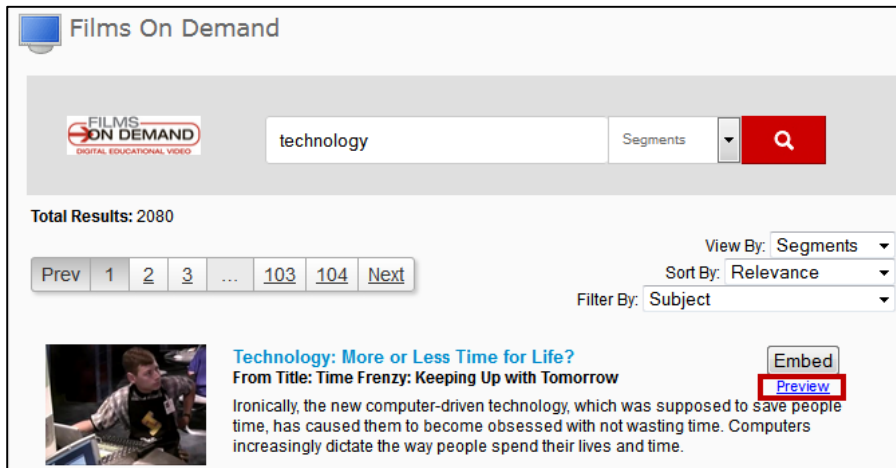 Films On Demand
FILMS
ON DEMAND
DIGITAL EDUCATIONAL VIDEO
technology
Segments
Total Results: 2080
View By: Segments
Prev 1 2 3 ... 103 104 Next
Sort By: Relevance
Filter By: Subject
Technology: More or Less Time for Life?
Embed
From Title: Time Frenzy: Keeping Up with Tomorrow
Preview
Ironically, the new computer-driven technology, which was supposed to save people
time, has caused them to become obsessed with not wasting time. Computers
increasingly dictate the way people spend their lives and time.